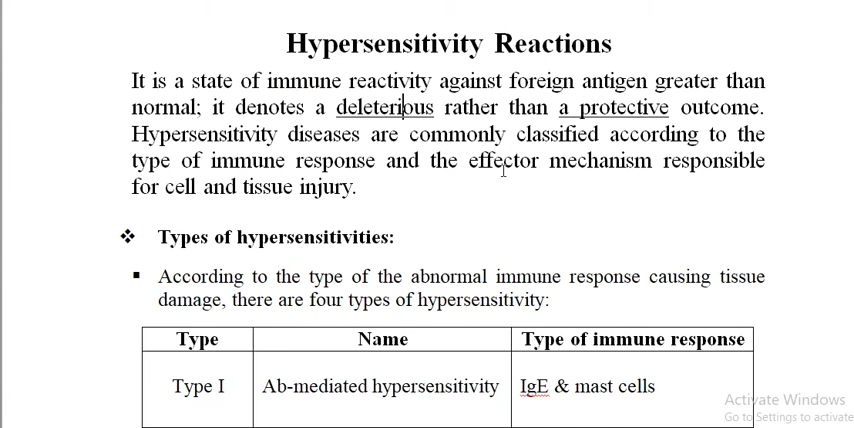 Hypersensitivity Reactions
It is a state of immune reactivity against foreign antigen greater than
normal; it denotes a deleterious rather than a protective outcome.
Hypersensitivity diseases are commonly classified according to the
type of immune response and the effector mechanism responsible
for cell and tissue injury.
❖ Types of hypersensitivities:
▪ According to the type of the abnormal immune response causing tissue
damage, there are four types of hypersensitivity:
Type Name Type of immune response
Type I Ab-mediated hypersensitivity IgE & mast cells
Activate Windows
Go to Settings to activate